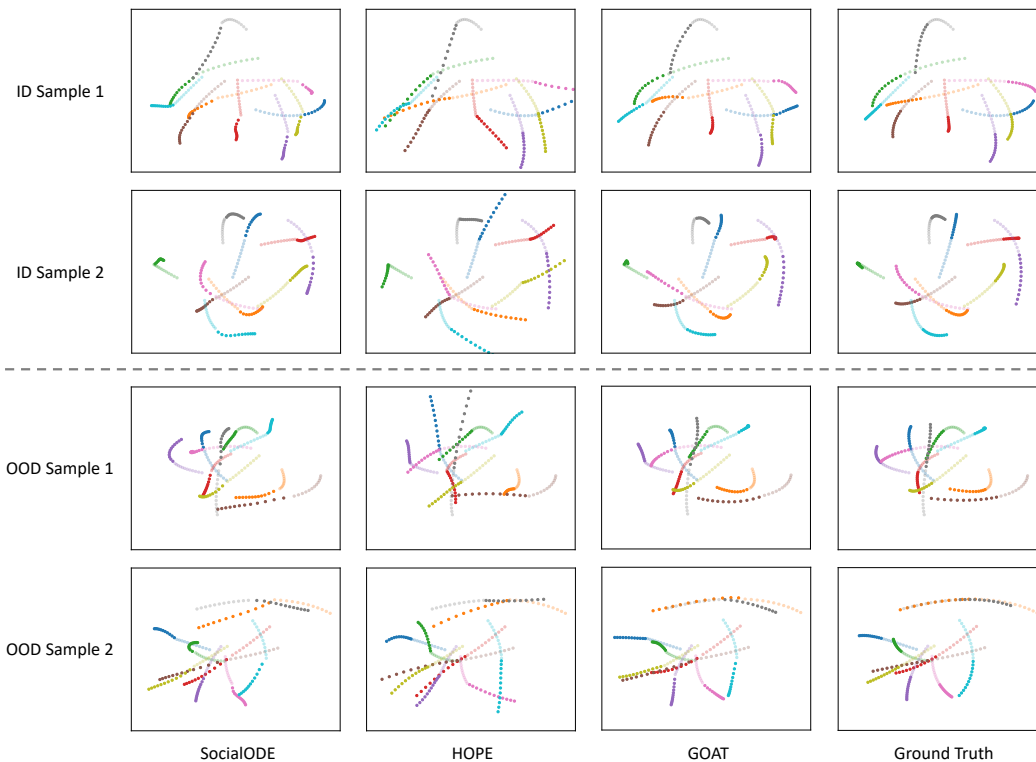 ID Sample 1
ID Sample 2
OOD Sample 1
OOD Sample 2
SocialODE HOPE GOAT Ground Truth